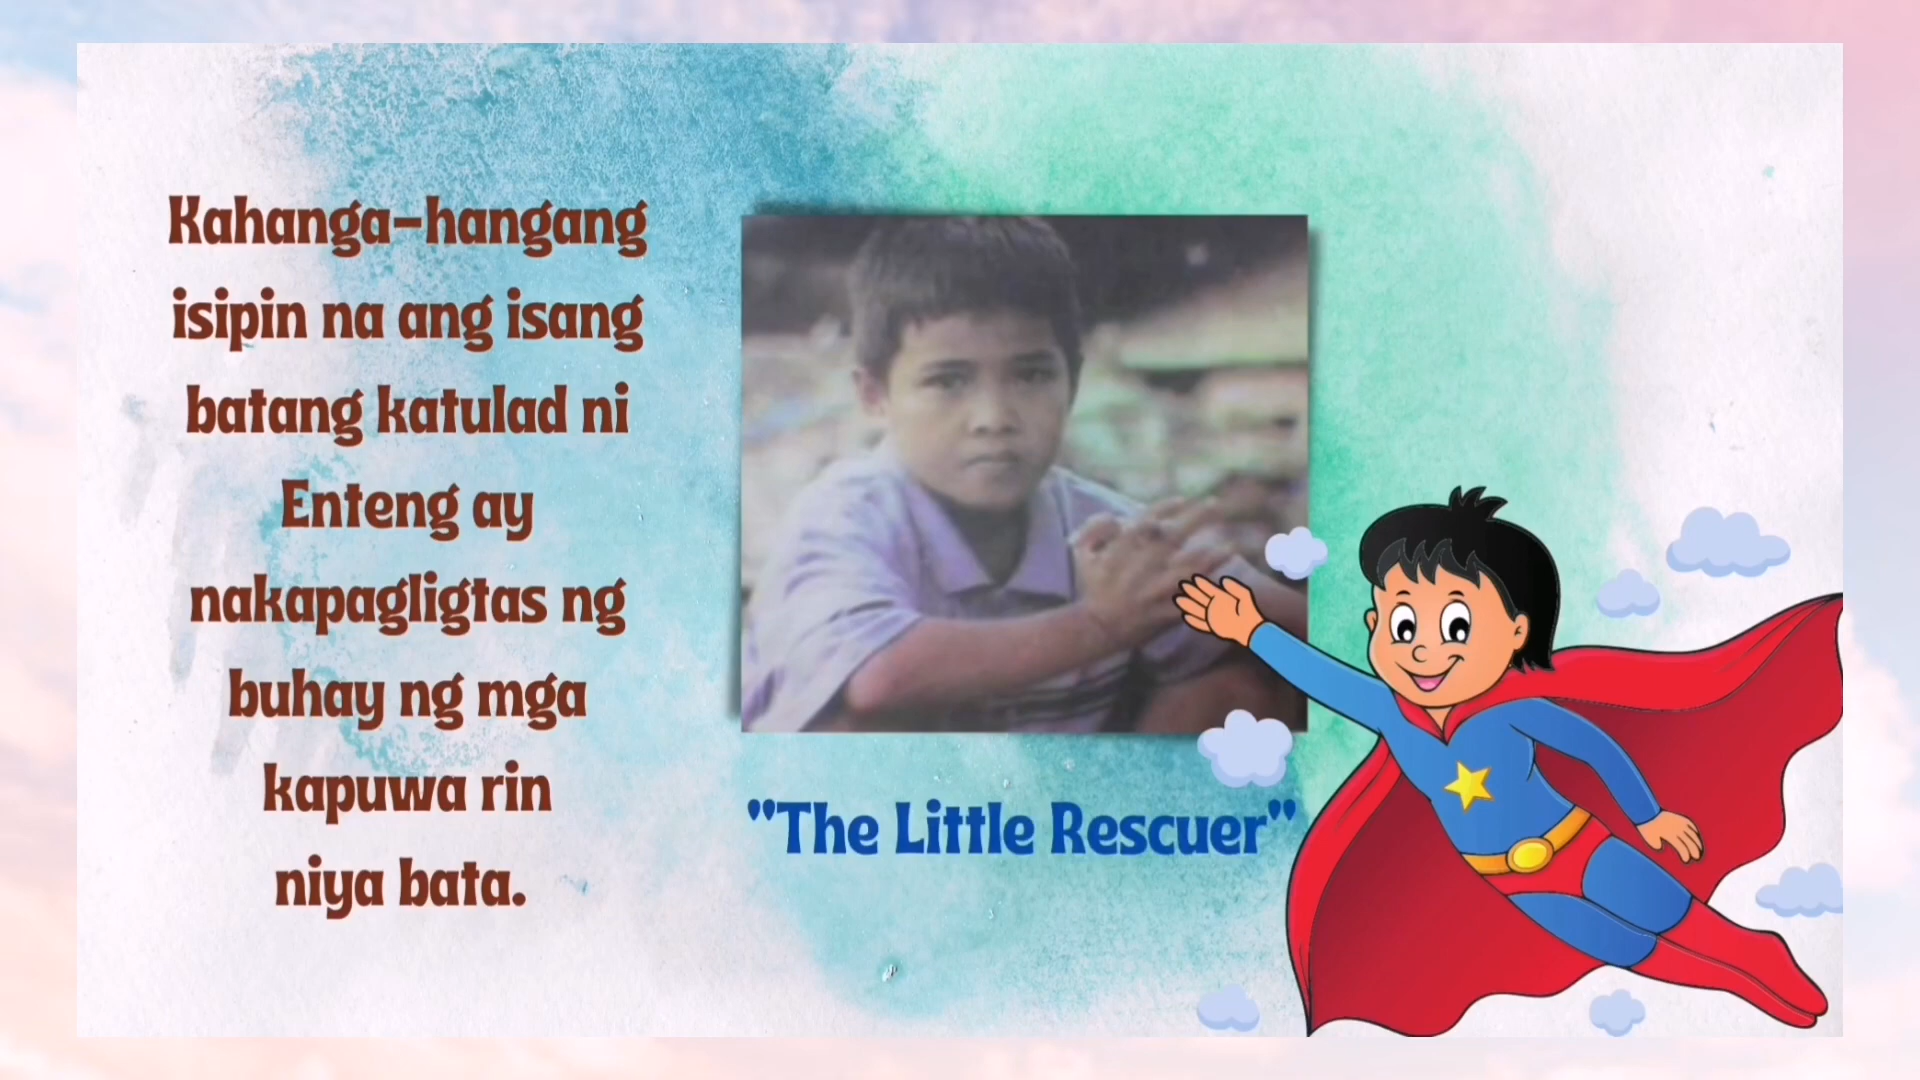 Kahanga-hangang
isipin na ang isang
batang katulad ni
Enteng ay
nakapagligtas ng
buhay ng mga
kapuwa rin
niya bata.
"The Little Rescuer"